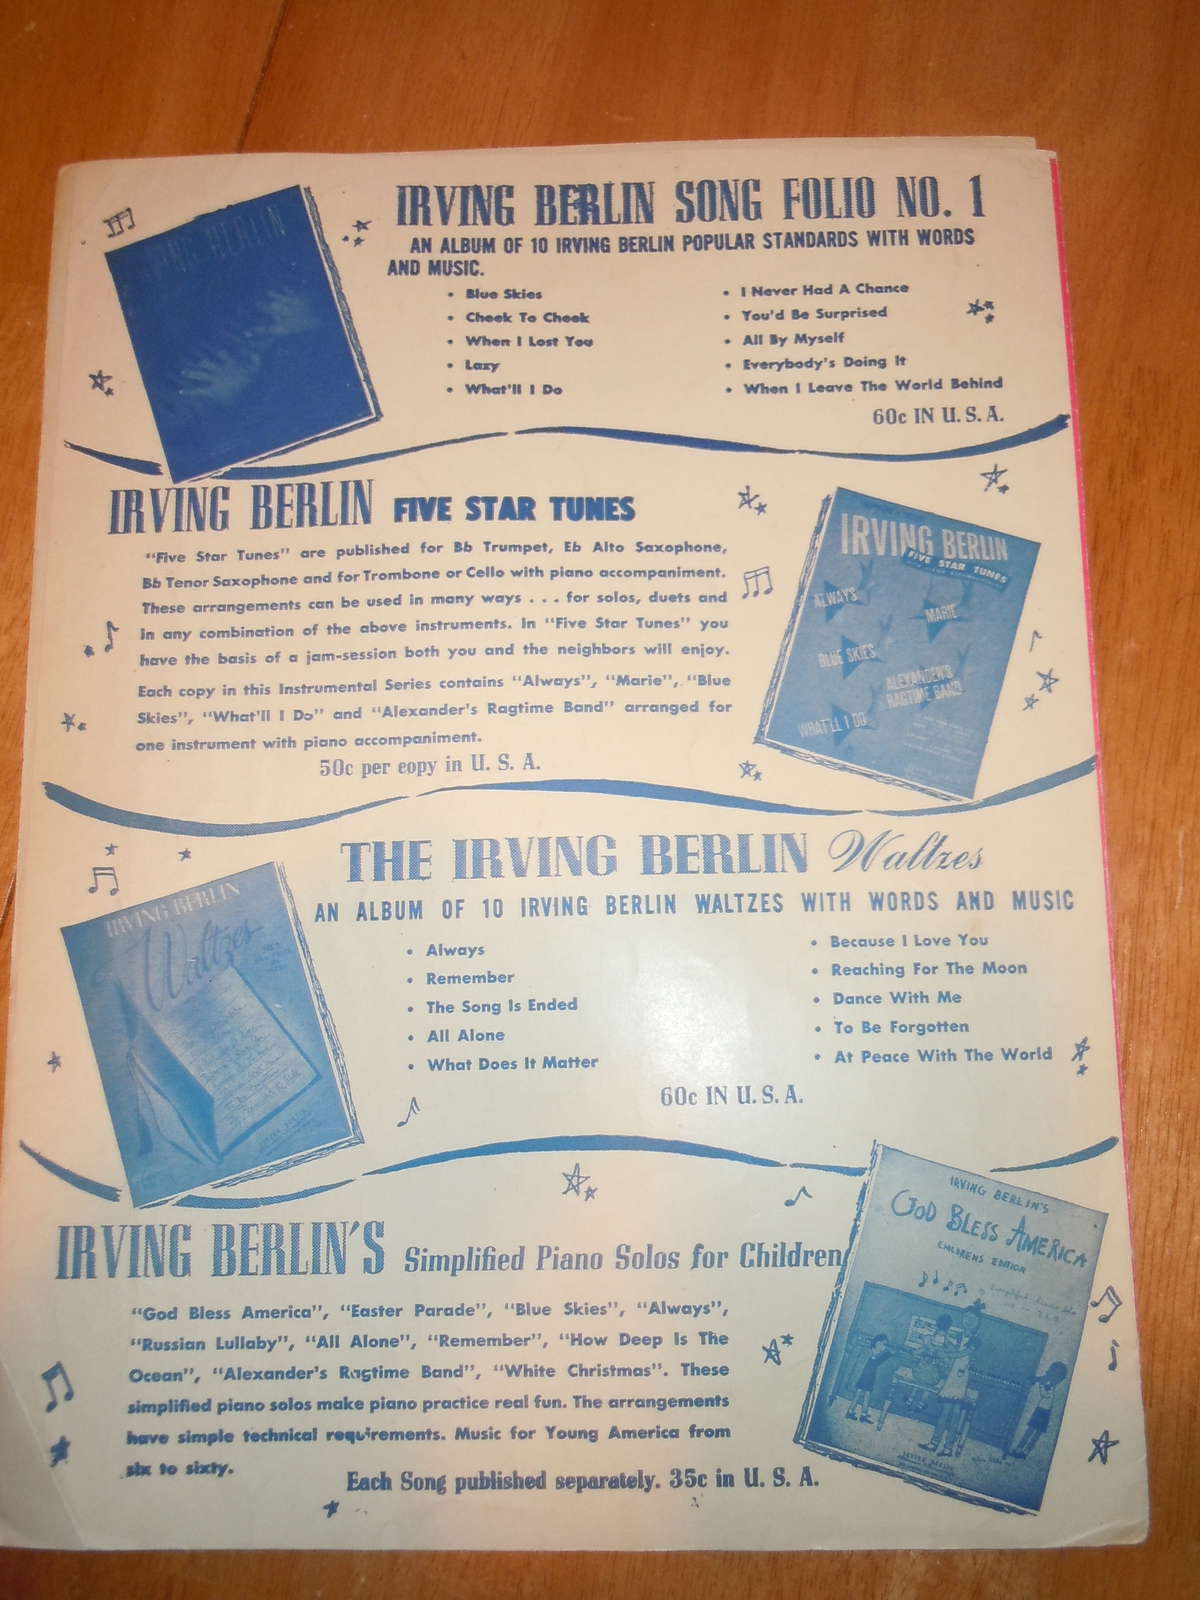 IRVING BERLIN
IRVING BERLIN SONG FOLIO NO. 1
AN ALBUM OF 10 IRVING BERLIN POPULAR STANDARDS WITH WORDS
AND MUSIC.
• Blue Skies
• Cheek To Cheek
• When I Lost You
• Lazy
• What'll I Do
• I Never Had A Chance
• You'd Be Surprised
• All By Myself
• Everybody's Doing It
• When I Leave The World Behind
60c IN U. S. A.
IRVING BERLIN FIVE STAR TUNES
"Five Star Tunes" are published for Bb Trumpet, Eb Alto Saxophone,
Bb Tenor Saxophone and for Trombone or Cello with piano accompaniment.
These arrangements can be used in many ways . . . for solos, duets and
in any combination of the above instruments. In "Five Star Tunes" you
have the basis of a jam-session both you and the neighbors will enjoy.
Each copy in this Instrumental Series contains "Always", "Marie", "Blue
Skies", "What'll I Do" and "Alexander's Ragtime Band" arranged for
one instrument with piano accompaniment.
50c per copy in U. S. A.
IRVING BERLIN
FIVE STAR TUNES
ALWAYS
MARIE
BLUE SKIES
ALEXANDER'S
RAGTIME BAND
WHAT'LL I DO
THE IRVING BERLIN Waltzes
AN ALBUM OF 10 IRVING BERLIN WALTZES WITH WORDS AND MUSIC
IRVING BERLIN
Waltzes
• Always
• Remember
• The Song Is Ended
• All Alone
• What Does It Matter
• Because I Love You
• Reaching For The Moon
• Dance With Me
• To Be Forgotten
• At Peace With The World
60c IN U. S. A.
IRVING BERLIN'S Simplified Piano Solos for Children
"God Bless America", "Easter Parade", "Blue Skies", "Always",
"Russian Lullaby", "All Alone", "Remember", "How Deep Is The
Ocean", "Alexander's Ragtime Band", "White Christmas". These
simplified piano solos make piano practice real fun. The arrangements
have simple technical requirements. Music for Young America from
six to sixty.
Each Song published separately. 35c in U. S. A.
IRVING BERLIN'S
GOD BLESS AMERICA
CHILDRENS EDITION